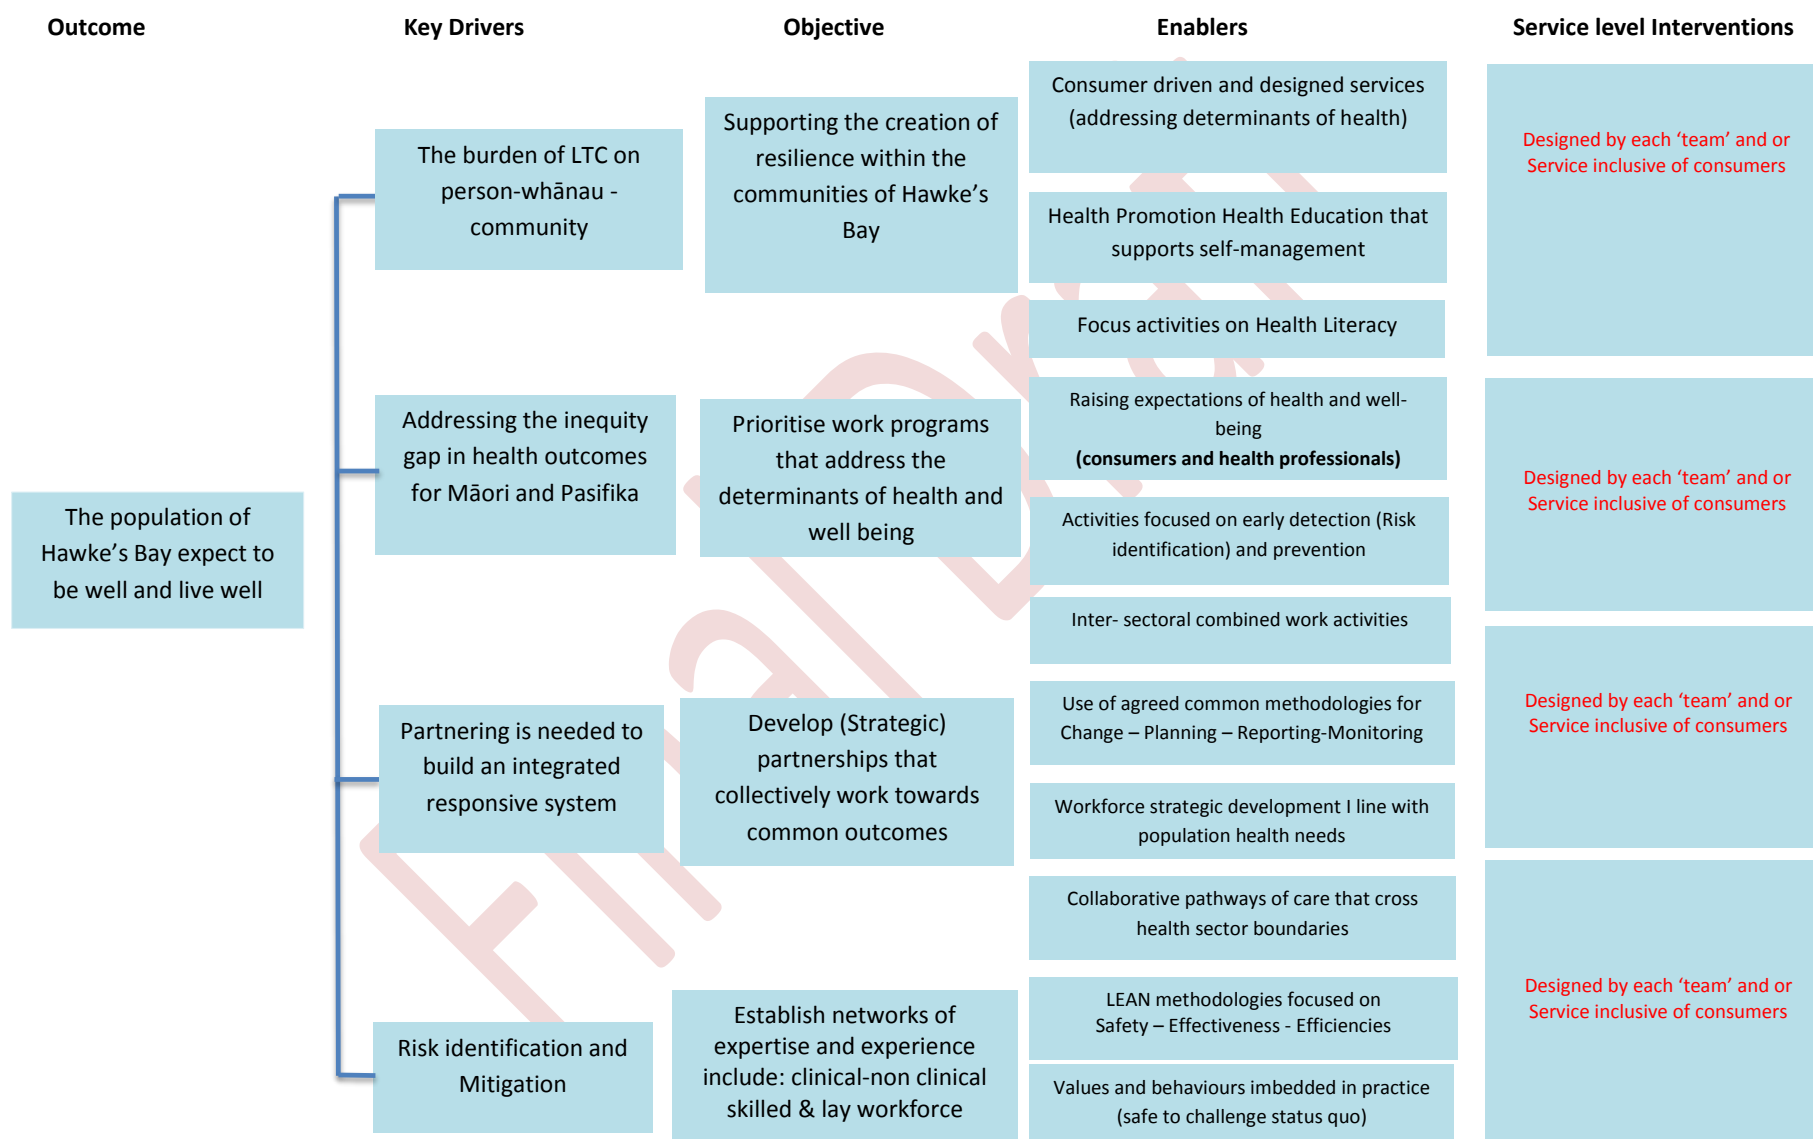 Outcome
Key Drivers
Objective
Enablers
Service level Interventions
The population of
Hawke’s Bay expect to
be well and live well
The burden of LTC on
person-whānau -
community
Addressing the inequity
gap in health outcomes
for Māori and Pasifika
Partnering is needed to
build an integrated
responsive system
Risk identification and
Mitigation
Supporting the creation of
resilience within the
communities of Hawke’s
Bay
Prioritise work programs
that address the
determinants of health and
well being
Develop (Strategic)
partnerships that
collectively work towards
common outcomes
Establish networks of
expertise and experience
include: clinical-non clinical
skilled & lay workforce
Consumer driven and designed services
(addressing determinants of health)
Health Promotion Health Education that
supports self-management
Focus activities on Health Literacy
Raising expectations of health and well-
being
(consumers and health professionals)
Activities focused on early detection (Risk
identification) and prevention
Inter- sectoral combined work activities
Use of agreed common methodologies for
Change – Planning – Reporting-Monitoring
Workforce strategic development I line with
population health needs
Collaborative pathways of care that cross
health sector boundaries
LEAN methodologies focused on
Safety – Effectiveness - Efficiencies
Values and behaviours imbedded in practice
(safe to challenge status quo)
Designed by each ‘team’ and or
Service inclusive of consumers
Designed by each ‘team’ and or
Service inclusive of consumers
Designed by each ‘team’ and or
Service inclusive of consumers
Designed by each ‘team’ and or
Service inclusive of consumers
Final Draft